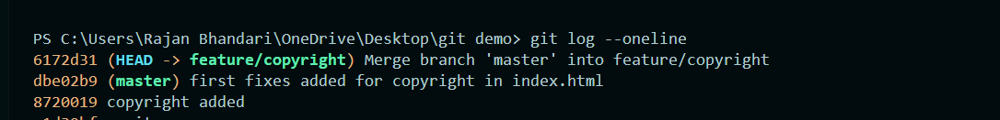 PS C:\Users\Rajan Bhandari\OneDrive\Desktop\git demo> git log --oneline
6172d31 (HEAD -> feature/copyright) Merge branch 'master' into feature/copyright
dbe02b9 (master) first fixes added for copyright in index.html
8720019 copyright added